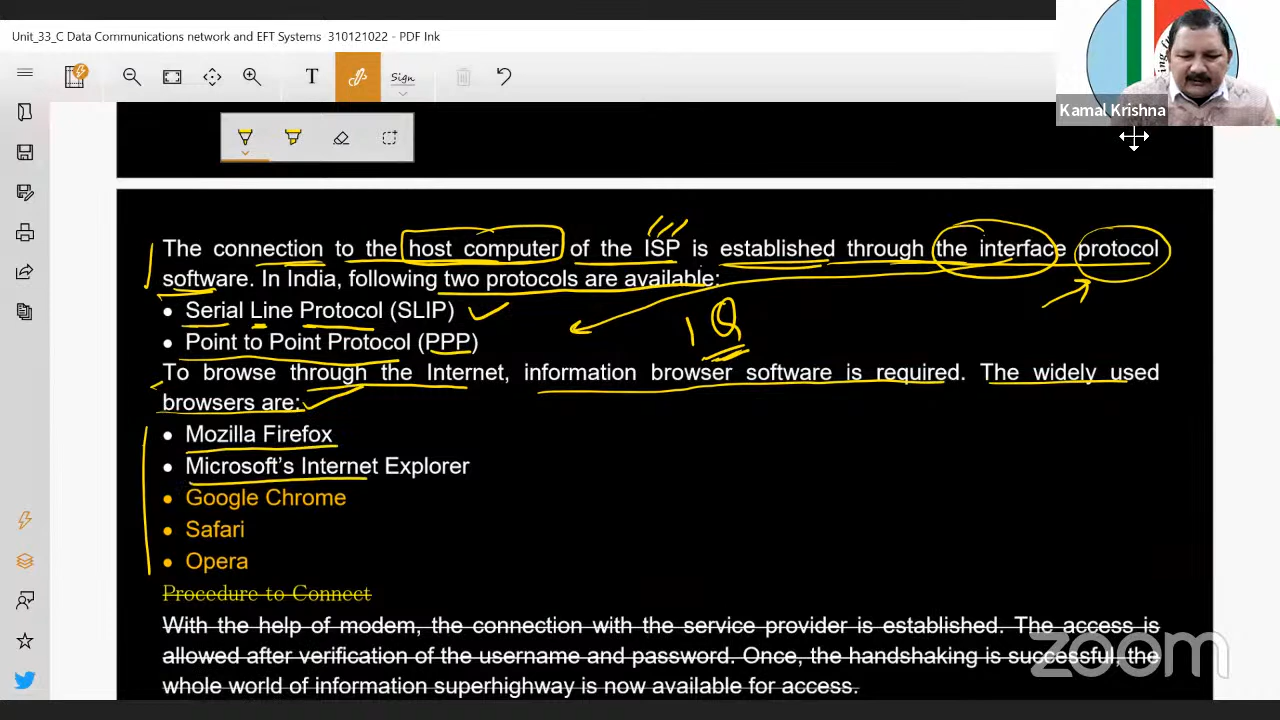 Unit_33_C Data Communications network and EFT Systems 310121022 - PDF Ink
T
Sign
Kamal Krishna
The connection to the host computer of the ISP is established through the interface protocol
software. In India, following two protocols are available:
• Serial Line Protocol (SLIP)
• Point to Point Protocol (PPP)
1 Q
To browse through the Internet, information browser software is required. The widely used
browsers are:
• Mozilla Firefox
• Microsoft's Internet Explorer
• Google Chrome
• Safari
• Opera
Procedure to Connect
With the help of modem, the connection with the service provider is established. The access is
allowed after verification of the username and password. Once, the handshaking is successful, the
whole world of information superhighway is now available for access.
zoom